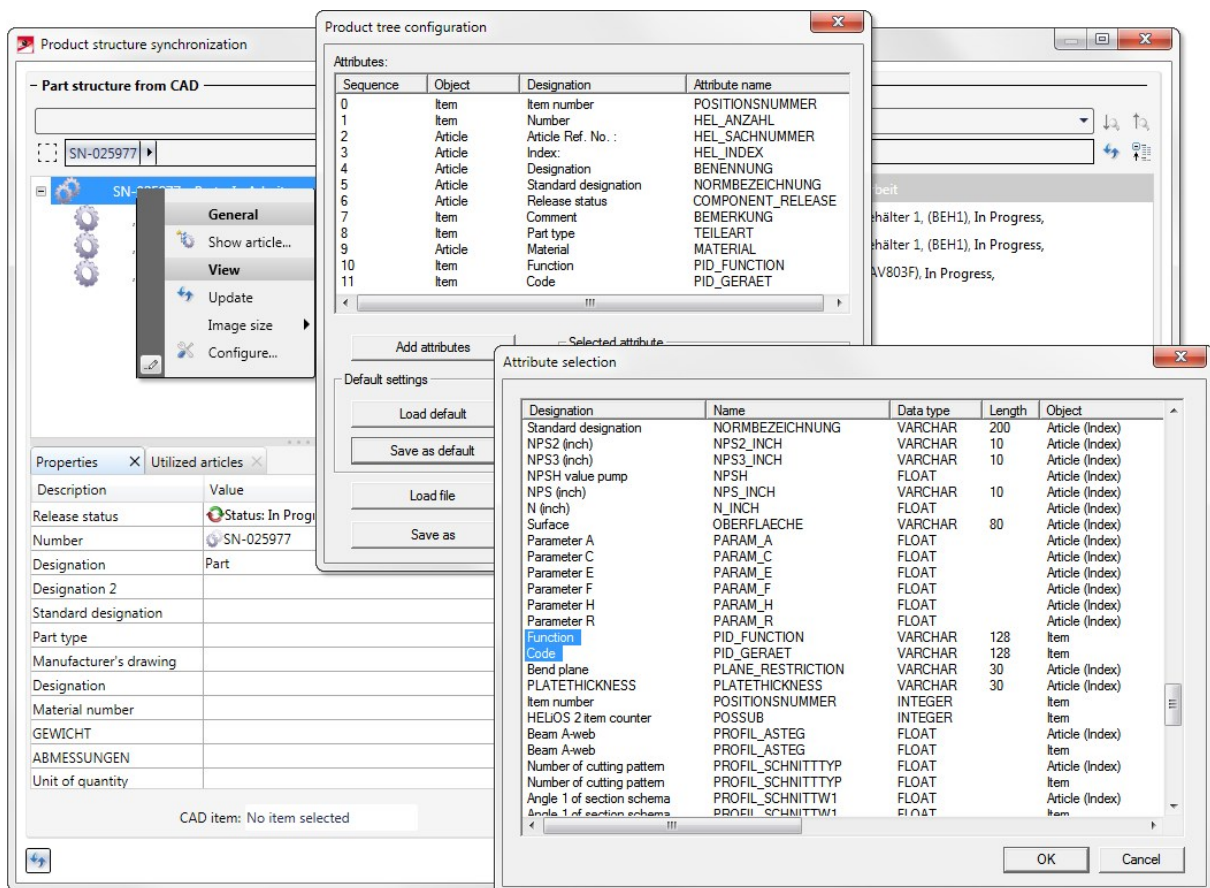 Product structure synchronization
Part structure from CAD
SN-025977
SN-
beit
ehälter 1, (BEH1), In Progress,
ehälter 1, (BEH1), In Progress,
AV803F), In Progress,
General
Show article...
View
Update
Image size
Configure...
Properties Utilized articles
Description Value
Release status Status: In Progr
Number SN-025977
Designation Part
Designation 2
Standard designation
Part type
Manufacturer's drawing
Designation
Material number
GEWICHT
ABMESSUNGEN
Unit of quantity
CAD item: No item selected
Product tree configuration
Attributes:
Sequence Object Designation Attribute name
0 Item Item number POSITIONSNUMMER
1 Item Number HEL_ANZAHL
2 Article Article Ref. No. : HEL_SACHNUMMER
3 Article Index: HEL_INDEX
4 Article Designation BENENNUNG
5 Article Standard designation NORMBEZEICHNUNG
6 Article Release status COMPONENT_RELEASE
7 Item Comment BEMERKUNG
8 Item Part type TEILEART
9 Article Material MATERIAL
10 Item Function PID_FUNCTION
11 Item Code PID_GERAET
Add attributes
Selected attribute
Default settings
Load default
Save as default
Load file
Save as
Attribute selection
Designation Name Data type Length Object
Standard designation NORMBEZEICHNUNG VARCHAR 200 Article (Index)
NPS2 (inch) NPS2_INCH VARCHAR 10 Article (Index)
NPS3 (inch) NPS3_INCH VARCHAR 10 Article (Index)
NPSH value pump NPSH FLOAT Article (Index)
NPS (inch) NPS_INCH VARCHAR 10 Article (Index)
N (inch) N_INCH FLOAT Article (Index)
Surface OBERFLAECHE VARCHAR 80 Article (Index)
Parameter A PARAM_A FLOAT Article (Index)
Parameter C PARAM_C FLOAT Article (Index)
Parameter E PARAM_E FLOAT Article (Index)
Parameter F PARAM_F FLOAT Article (Index)
Parameter H PARAM_H FLOAT Article (Index)
Parameter R PARAM_R FLOAT Article (Index)
Function PID_FUNCTION VARCHAR 128 Item
Code PID_GERAET VARCHAR 128 Item
Bend plane PLANE_RESTRICTION VARCHAR 30 Article (Index)
PLATETHICKNESS PLATETHICKNESS VARCHAR 30 Article (Index)
Item number POSITIONSNUMMER INTEGER Item
HELiOS 2 item counter POSSUB INTEGER Item
Beam A-web PROFIL_ASTEG FLOAT Article (Index)
Beam A-web PROFIL_ASTEG FLOAT Item
Number of cutting pattern PROFIL_SCHNITTTYP FLOAT Article (Index)
Number of cutting pattern PROFIL_SCHNITTTYP FLOAT Item
Angle 1 of section schema PROFIL_SCHNITTW1 FLOAT Article (Index)
Angle 1 of section schema PROFIL_SCHNITTW1 FLOAT Item
OK Cancel